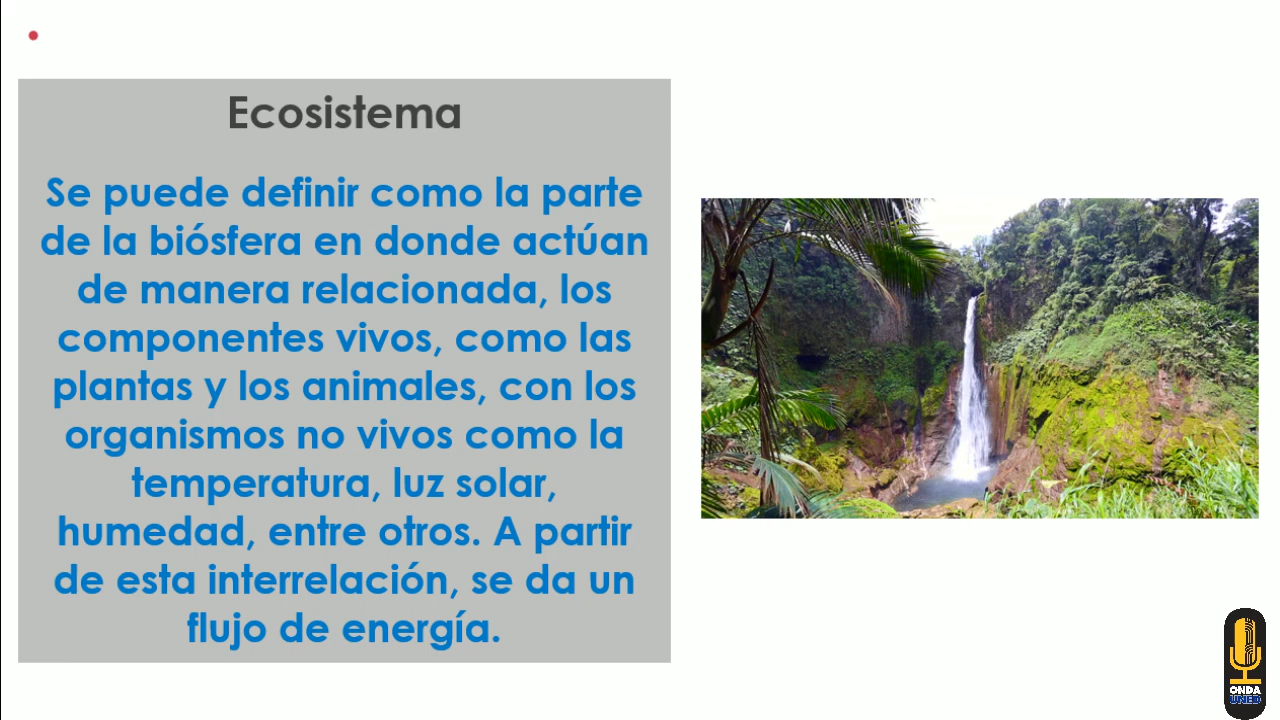 Ecosistema
Se puede definir como la parte
de la biósfera en donde actúan
de manera relacionada, los
componentes vivos, como las
plantas y los animales, con los
organismos no vivos como la
temperatura, luz solar,
humedad, entre otros. A partir
de esta interrelación, se da un
flujo de energía.
ONDA
UNED